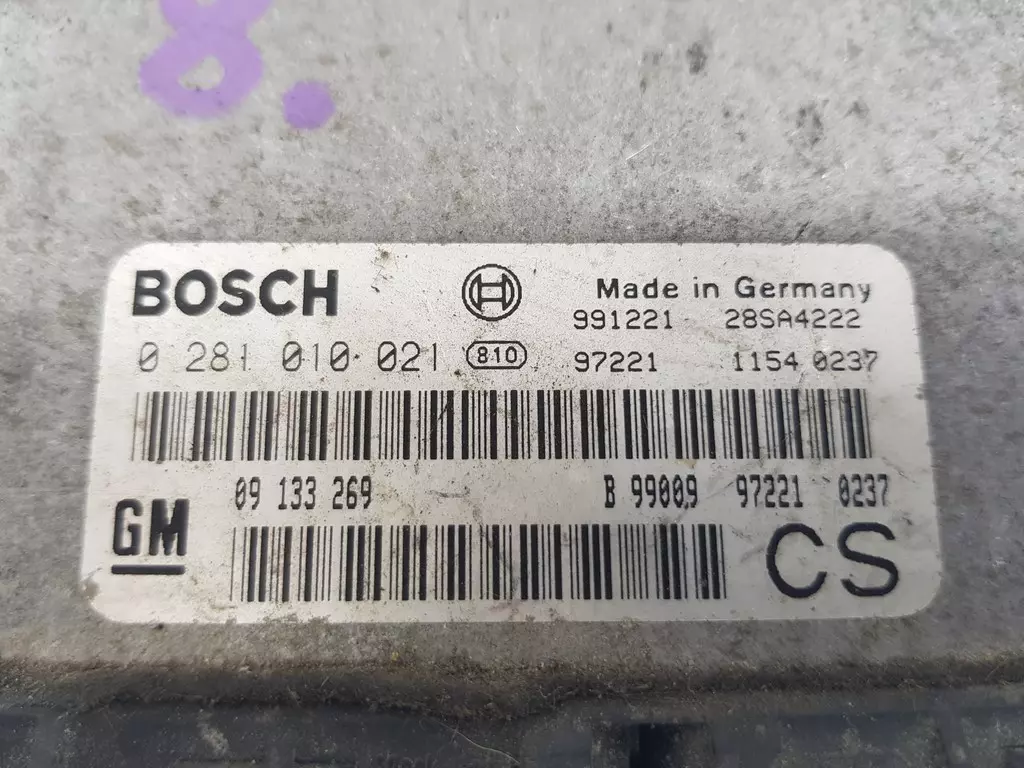 8.
BOSCH
Made in Germany
991221 28SA4222
0 281 010 021 810 97221 1154 0237
09 133 269 B 99009 97221 0237
GM CS